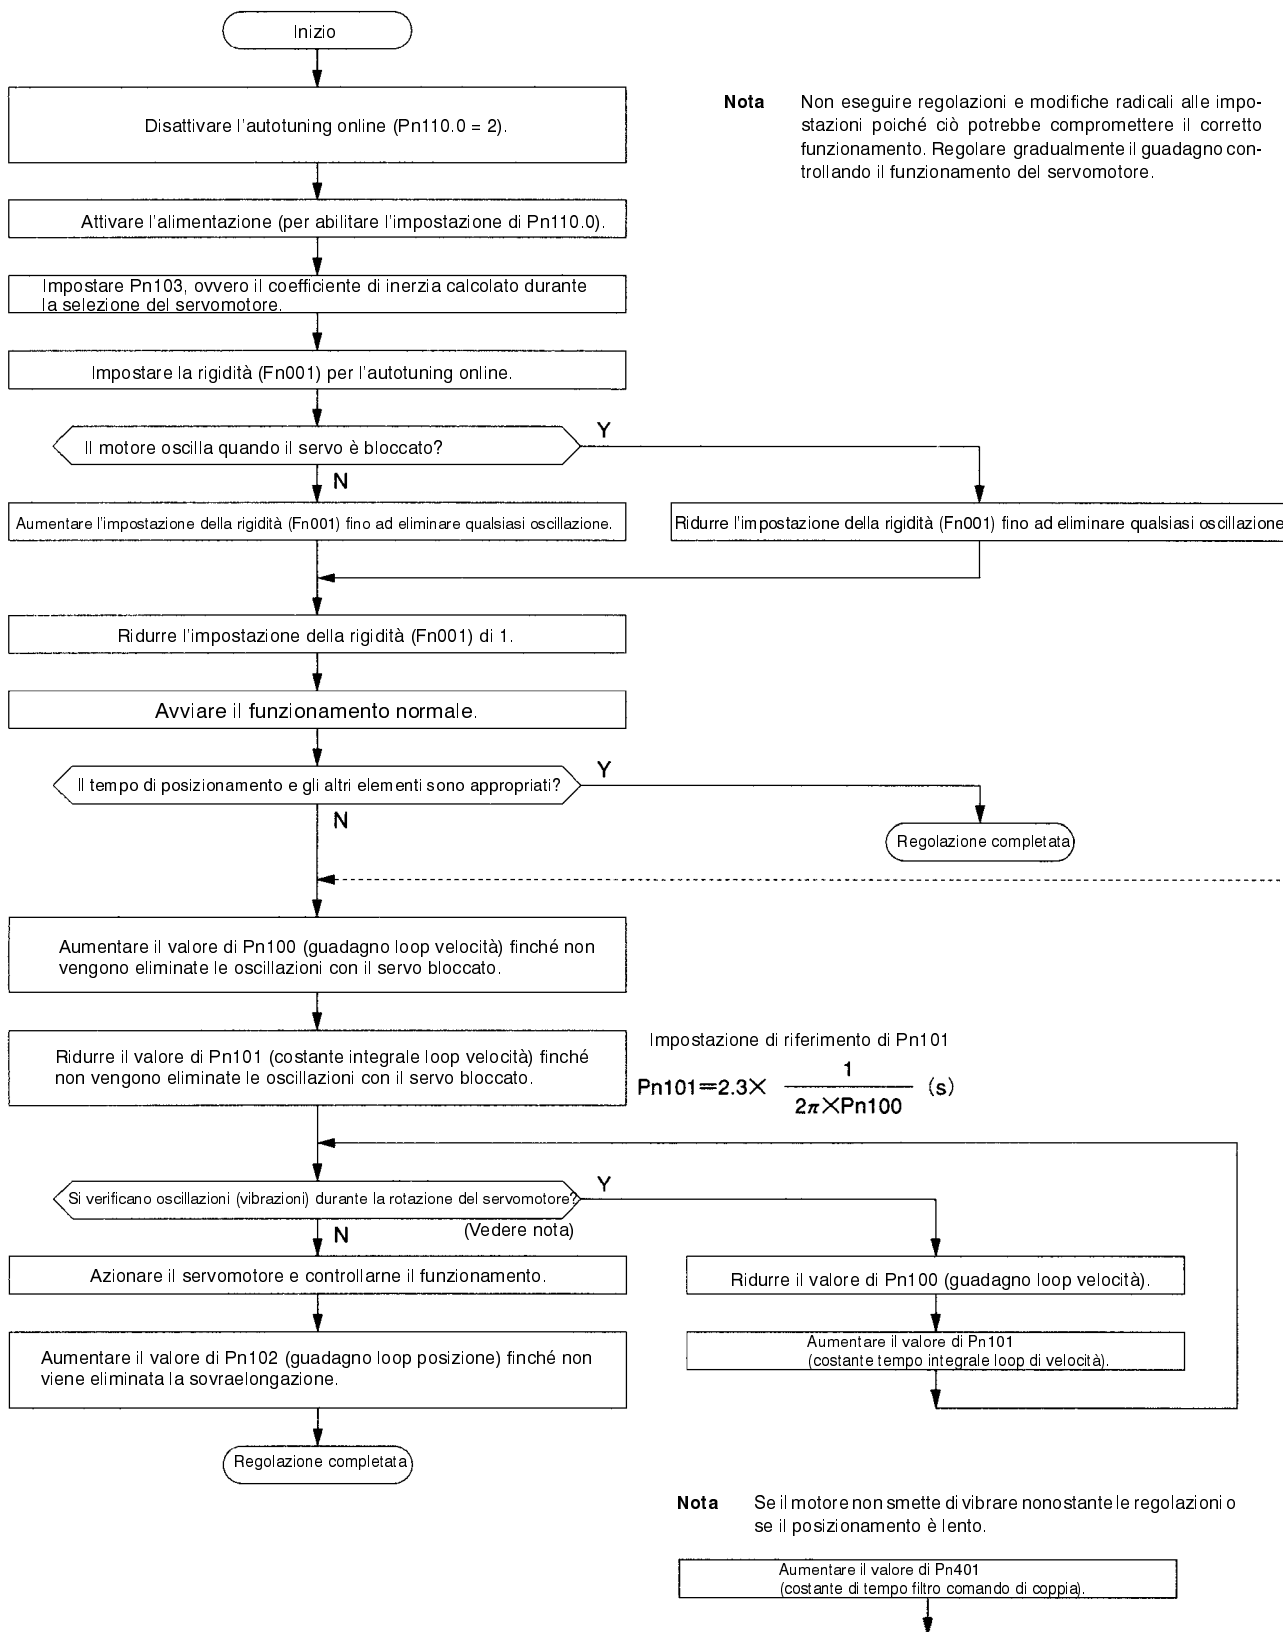 Inizio
Disattivare l'autotuning online (Pn110.0 = 2).
Nota Non eseguire regolazioni e modifiche radicali alle impo-
stazioni poiché ciò potrebbe compromettere il corretto
funzionamento. Regolare gradualmente il guadagno con-
trollando il funzionamento del servomotore.
Attivare l'alimentazione (per abilitare l'impostazione di Pn110.0).
Impostare Pn103, ovvero il coefficiente di inerzia calcolato durante
la selezione del servomotore.
Impostare la rigidità (Fn001) per l'autotuning online.
Il motore oscilla quando il servo è bloccato?
Y
N
Aumentare l'impostazione della rigidità (Fn001) fino ad eliminare qualsiasi oscillazione.
Ridurre l'impostazione della rigidità (Fn001) fino ad eliminare qualsiasi oscillazione
Ridurre l'impostazione della rigidità (Fn001) di 1.
Avviare il funzionamento normale.
Il tempo di posizionamento e gli altri elementi sono appropriati?
Y
N
Regolazione completata
Aumentare il valore di Pn100 (guadagno loop velocità) finché non
vengono eliminate le oscillazioni con il servo bloccato.
Ridurre il valore di Pn101 (costante integrale loop velocità) finché
non vengono eliminate le oscillazioni con il servo bloccato.
Impostazione di riferimento di Pn101
Pn101=2.3× 1 / 2π×Pn100 (s)
Si verificano oscillazioni (vibrazioni) durante la rotazione del servomotore?
Y
N
(Vedere nota)
Azionare il servomotore e controllarne il funzionamento.
Ridurre il valore di Pn100 (guadagno loop velocità).
Aumentare il valore di Pn101
(costante tempo integrale loop di velocità).
Aumentare il valore di Pn102 (guadagno loop posizione) finché non
viene eliminata la sovraelongazione.
Regolazione completata
Nota Se il motore non smette di vibrare nonostante le regolazioni o
se il posizionamento è lento.
Aumentare il valore di Pn401
(costante di tempo filtro comando di coppia).